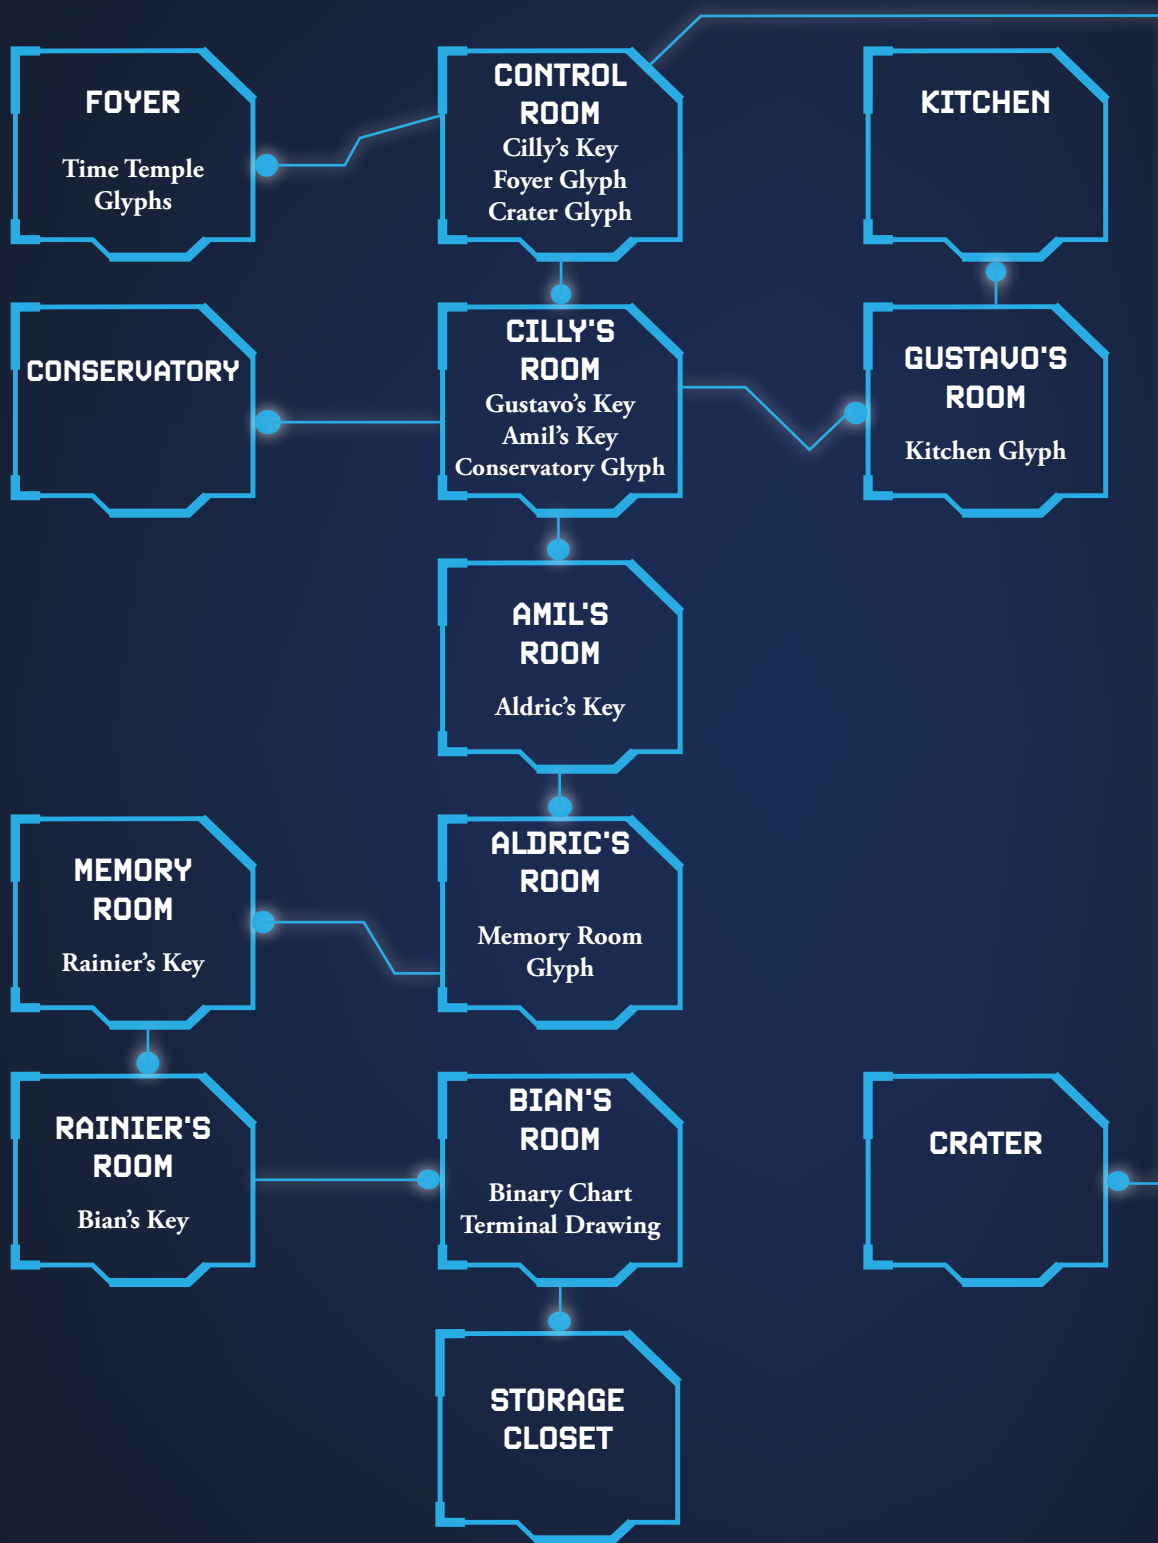 FOYER
Time Temple
Glyphs
CONTROL
ROOM
Cilly’s Key
Foyer Glyph
Crater Glyph
KITCHEN
CONSERVATORY
CILLY'S
ROOM
Gustavo’s Key
Amil’s Key
Conservatory Glyph
GUSTAVO'S
ROOM
Kitchen Glyph
AMIL'S
ROOM
Aldric’s Key
MEMORY
ROOM
Rainier’s Key
ALDRIC'S
ROOM
Memory Room
Glyph
RAINIER'S
ROOM
Bian’s Key
BIAN'S
ROOM
Binary Chart
Terminal Drawing
CRATER
STORAGE
CLOSET